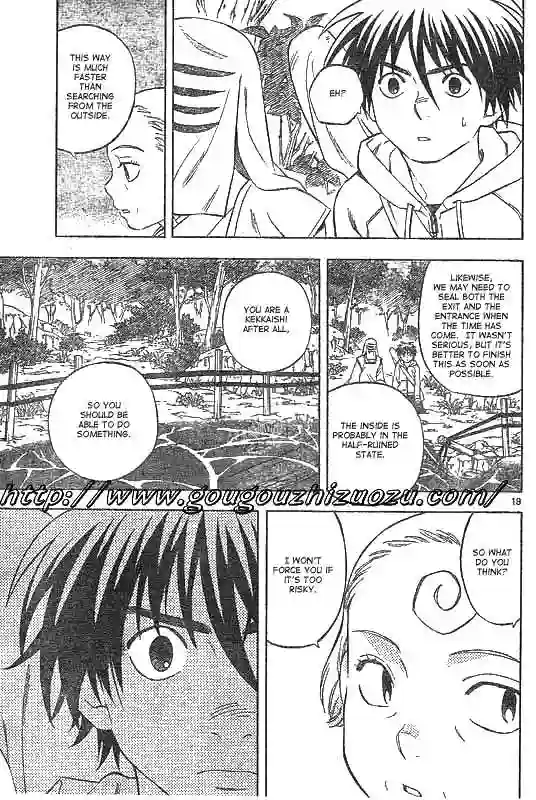 EH?
THIS WAY
IS MUCH
FASTER
THAN
SEARCHING
FROM THE
OUTSIDE.
LIKEWISE,
WE MAY NEED TO
SEAL BOTH THE
EXIT AND THE
ENTRANCE WHEN
THE TIME HAS
COME. IT WASN'T
SERIOUS, BUT IT'S
BETTER TO FINISH
THIS AS SOON AS
POSSIBLE.
THE INSIDE IS
PROBABLY IN THE
HALF-RUINED
STATE.
YOU ARE A
KEKKAISHI
AFTER ALL,
SO YOU
SHOULD BE
ABLE TO DO
SOMETHING.
http://www.gougouzhizuozu.com/
19
SO WHAT
DO YOU
THINK?
I WON'T
FORCE YOU IF
IT'S TOO
RISKY.